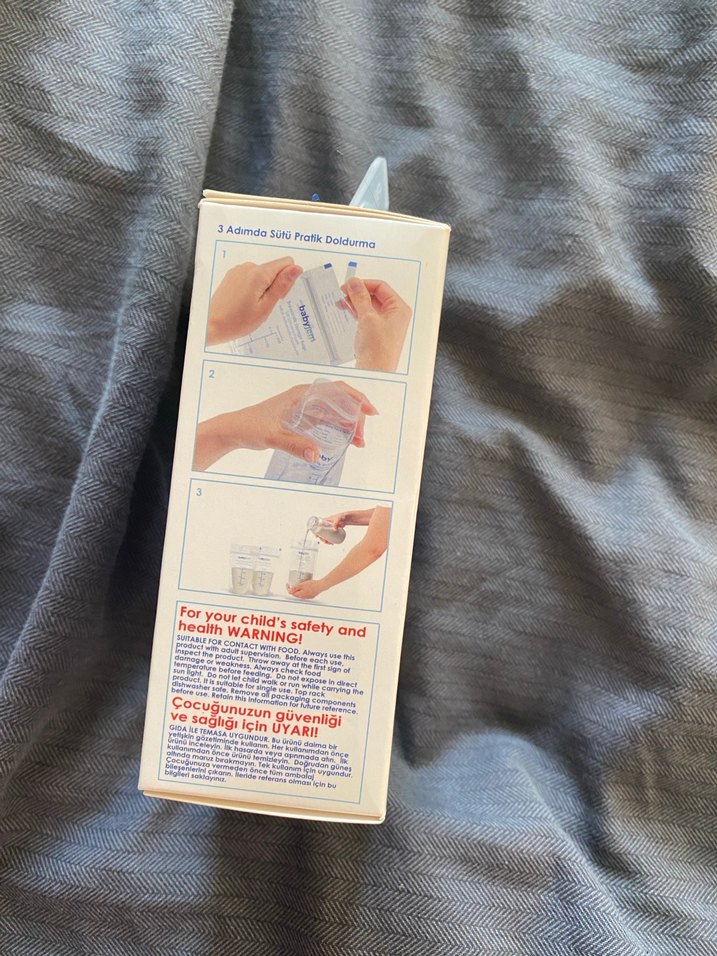 3 Adımda Sütü Pratik Doldurma
1
babyjem
2
baby
3
For your child's safety and
health WARNING!
SUITABLE FOR CONTACT WITH FOOD. Always use this
product with adult supervision. Before each use,
inspect the product. Throw away at the first sign of
damage or weakness. Always check food
temperature before feeding. Do not expose in direct
sun light. Do not let child walk or run while carrying the
product. It is suitable for single use. Top rack
dishwasher safe. Remove all packaging components
before use. Retain this information for future reference.
Çocuğunuzun güvenliği
ve sağlığı için UYARI!
GIDA İLE TEMASA UYGUNDUR. Bu ürünü daima bir
yetişkin gözetiminde kullanın. Her kullanımdan önce
ürünü inceleyin. İlk hasarda veya aşınmada atın. İlk
kullanımdan önce ürünü temizleyin. Doğrudan güneş
altında maruz bırakmayın. Tek kullanım için uygundur.
Çocuğunuza vermeden önce tüm ambalaj
bileşenlerini çıkarın. İleride referans olması için bu
bilgileri saklayınız.